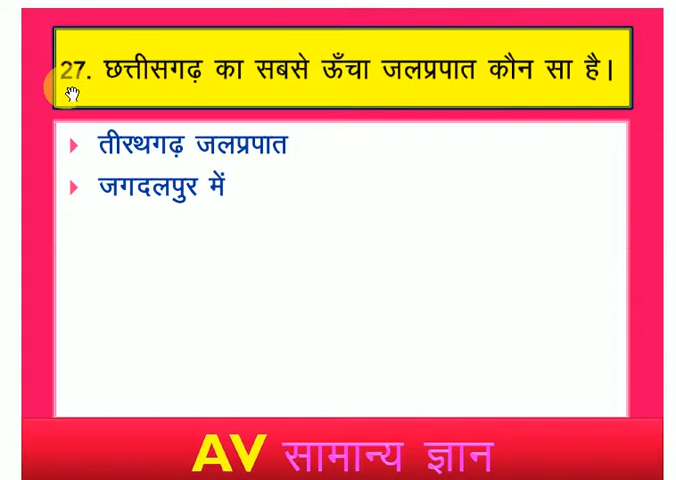 27. छत्तीसगढ़ का सबसे ऊँचा जलप्रपात कौन सा है।
तीरथगढ़ जलप्रपात
जगदलपुर में
AV सामान्य ज्ञान